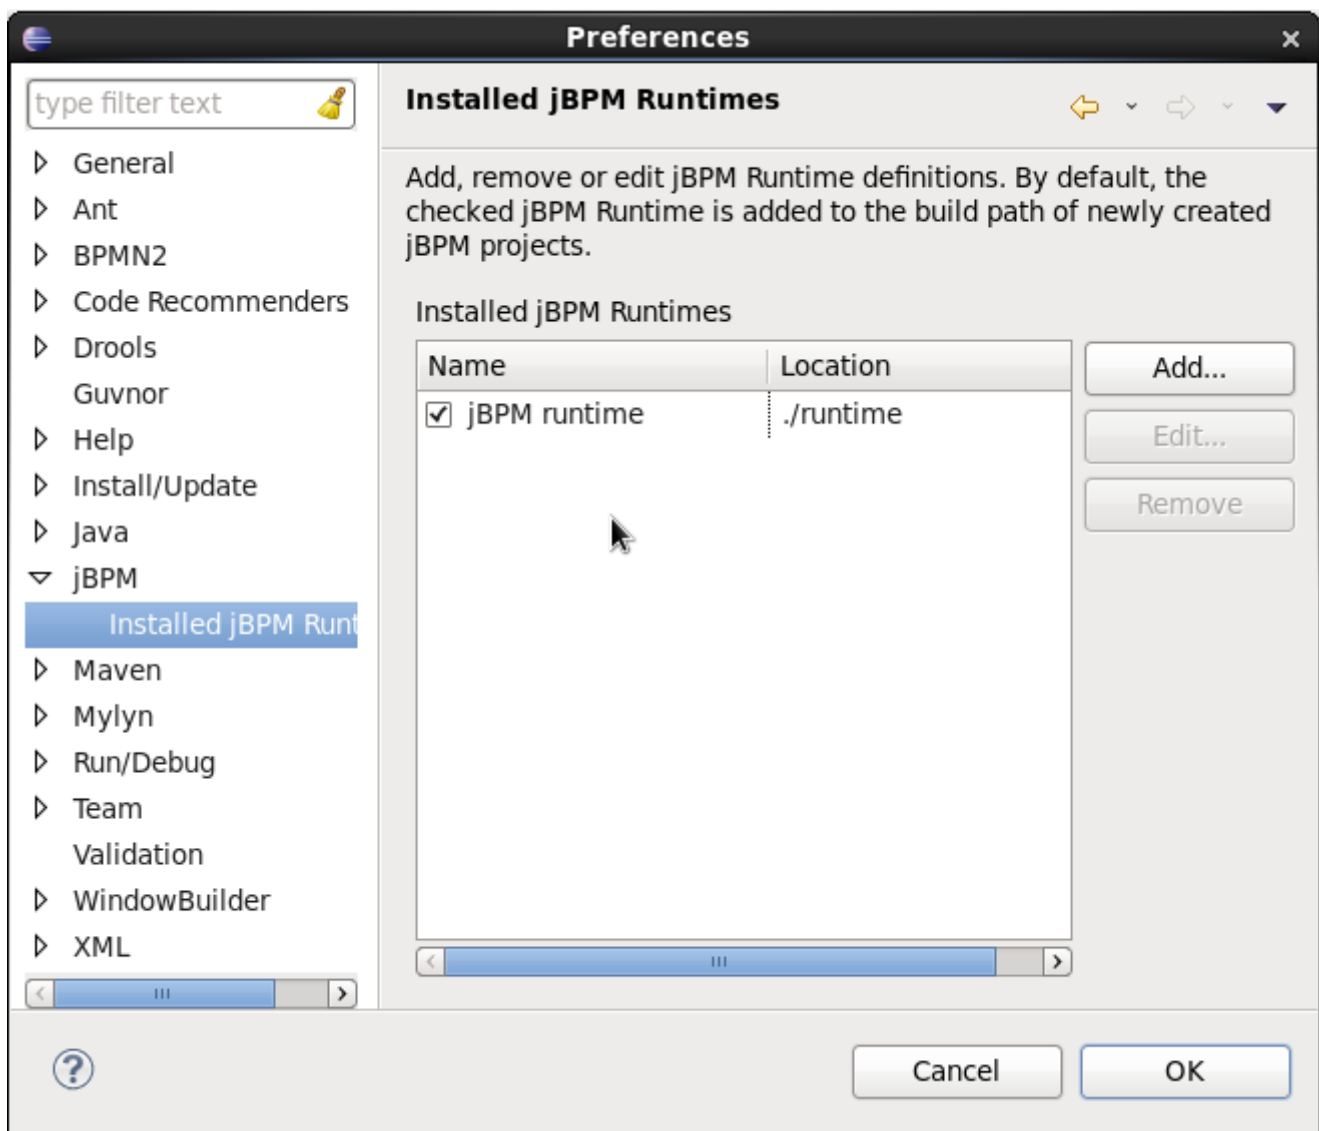 Preferences
type filter text
General
Ant
BPMN2
Code Recommenders
Drools
Guvnor
Help
Install/Update
Java
jBPM
Installed jBPM Runt
Maven
Mylyn
Run/Debug
Team
Validation
WindowBuilder
XML
Installed jBPM Runtimes
Add, remove or edit jBPM Runtime definitions. By default, the
checked jBPM Runtime is added to the build path of newly created
jBPM projects.
Installed jBPM Runtimes
Name Location
jBPM runtime ./runtime
Add...
Edit...
Remove
Cancel OK